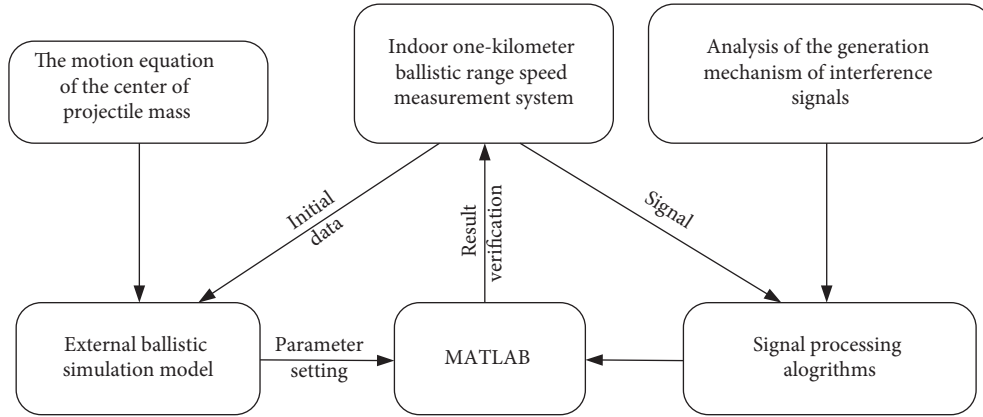 The motion equation
of the center of
projectile mass
Indoor one-kilometer
ballistic range speed
measurement system
Analysis of the generation
mechanism of interference
signals
Initial
data
Result
verification
Signal
External ballistic
simulation model
Parameter
setting
MATLAB
Signal processing
alogrithms